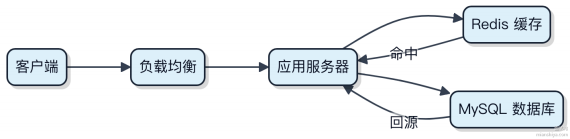 客户端
负载均衡
应用服务器
Redis 缓存
命中
MySQL 数据库
回源